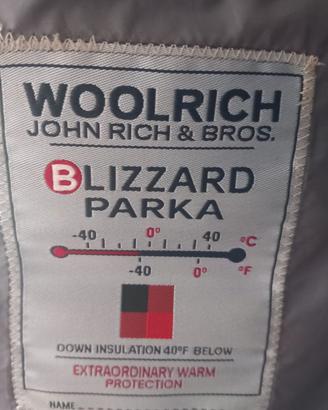 WOOLRICH
JOHN RICH & BROS.
BLIZZARD
PARKA
-40 0° 40 °C
-40 0° °F
DOWN INSULATION 40°F BELOW
EXTRAORDINARY WARM
PROTECTION
NAME